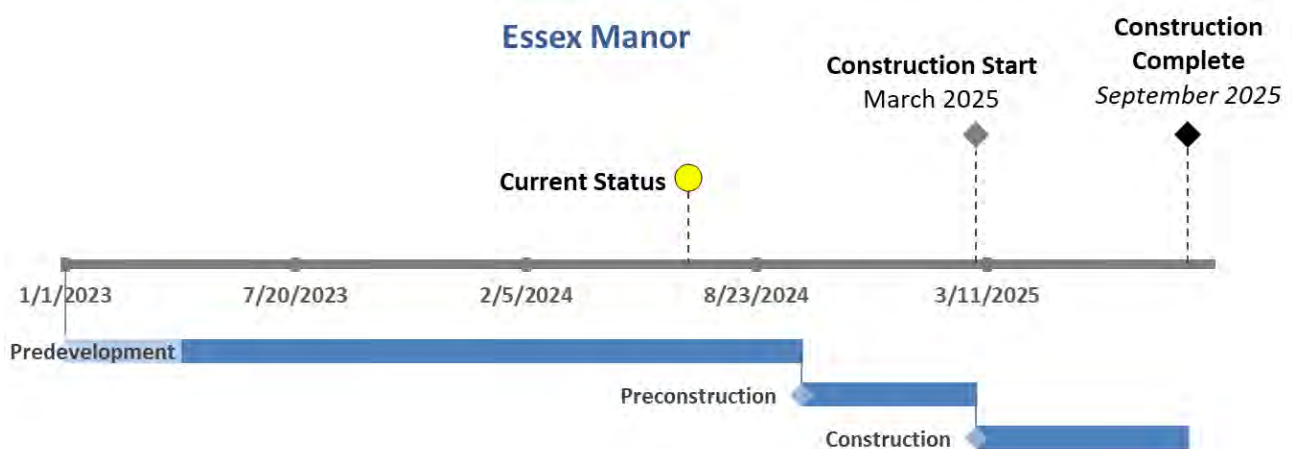 Essex Manor
Construction Start
March 2025
Construction
Complete
September 2025
Current Status
1/1/2023
7/20/2023
2/5/2024
8/23/2024
3/11/2025
Predevelopment
Preconstruction
Construction